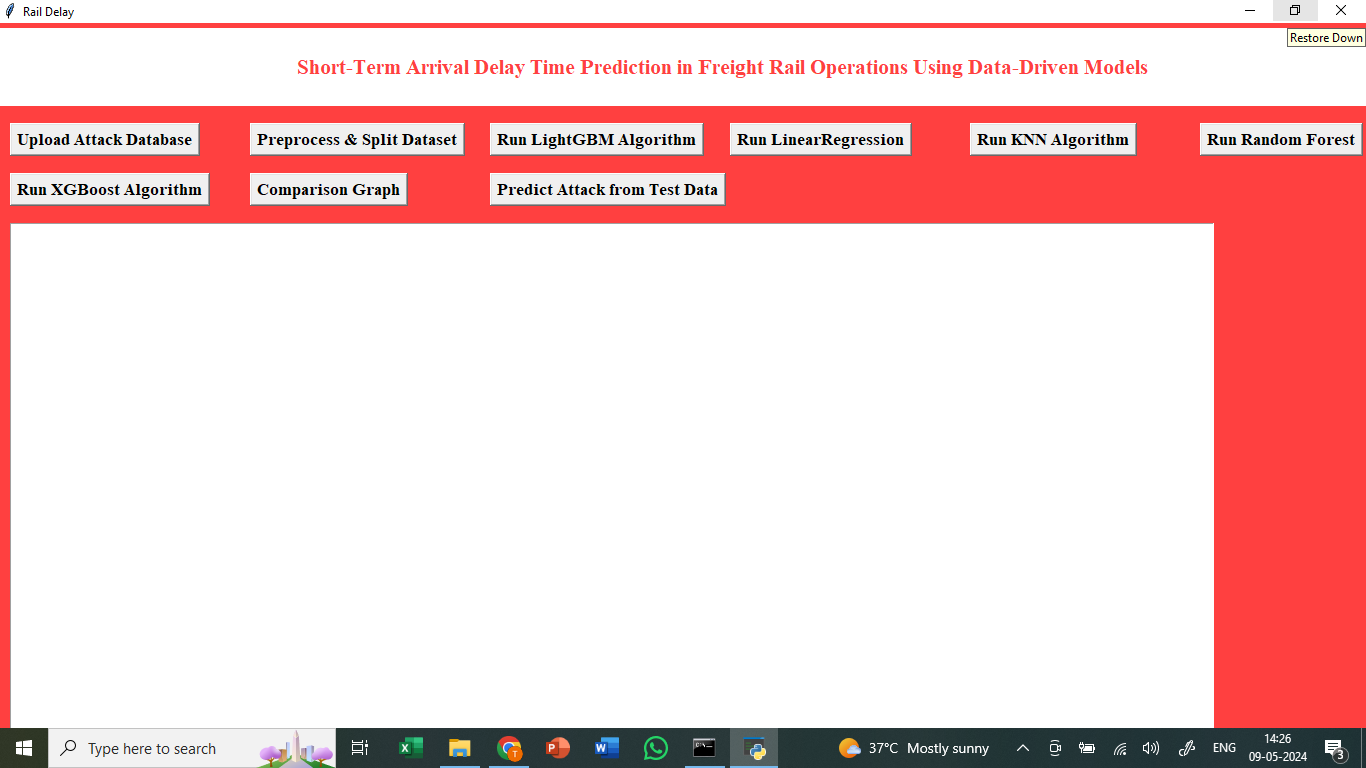 Rail Delay
Restore Down
Short-Term Arrival Delay Time Prediction in Freight Rail Operations Using Data-Driven Models
Upload Attack Database Preprocess & Split Dataset Run LightGBM Algorithm Run LinearRegression Run KNN Algorithm Run Random Forest
Run XGBoost Algorithm Comparison Graph Predict Attack from Test Data
Type here to search 37°C Mostly sunny ENG 14:26
09-05-2024 3